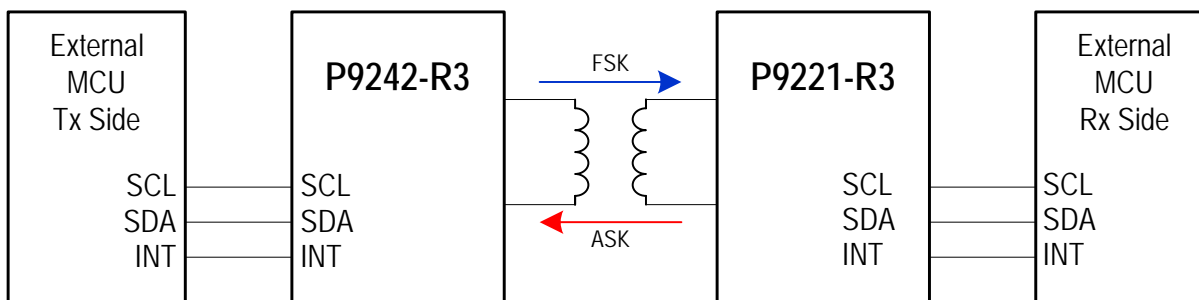 External
MCU
Tx Side
SCL
SDA
INT
P9242-R3
SCL
SDA
INT
FSK
ASK
P9221-R3
SCL
SDA
INT
External
MCU
Rx Side
SCL
SDA
INT